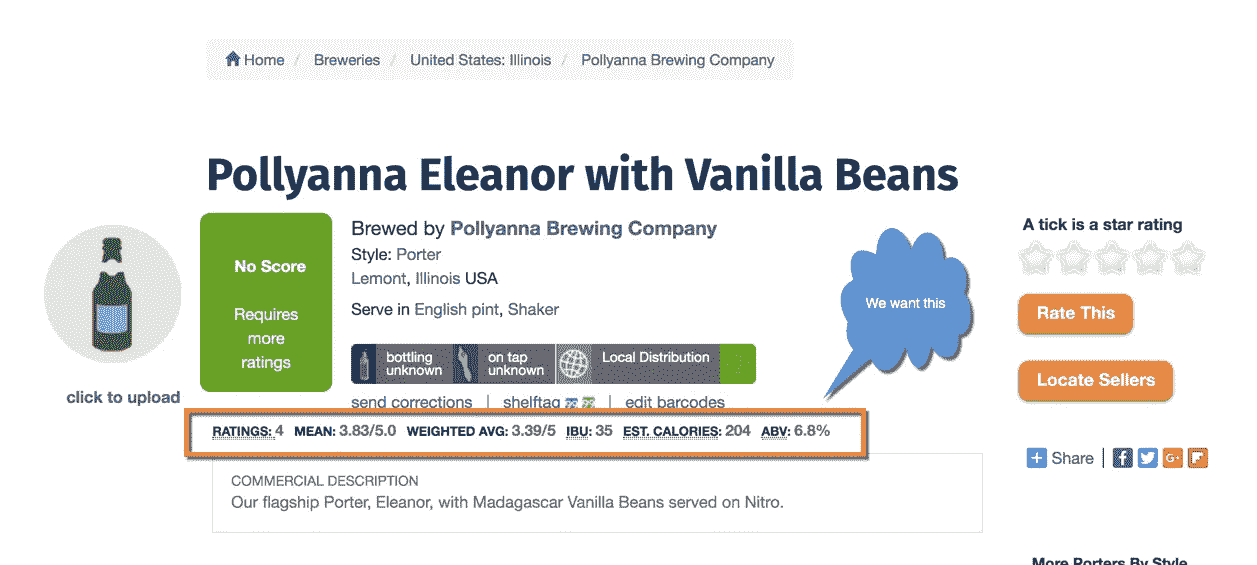 Home / Breweries / United States: Illinois / Pollyanna Brewing Company
Pollyanna Eleanor with Vanilla Beans
click to upload
No Score
Requires
more
ratings
Brewed by Pollyanna Brewing Company
Style: Porter
Lemont, Illinois USA
Serve in English pint, Shaker
bottling
unknown
on tap
unknown
Local Distribution
send corrections | shelftag | edit barcodes
We want this
RATINGS: 4 MEAN: 3.83/5.0 WEIGHTED AVG: 3.39/5 IBU: 35 EST. CALORIES: 204 ABV: 6.8%
COMMERCIAL DESCRIPTION
Our flagship Porter, Eleanor, with Madagascar Vanilla Beans served on Nitro.
A tick is a star rating
Rate This
Locate Sellers
Share |
More Porters By Style